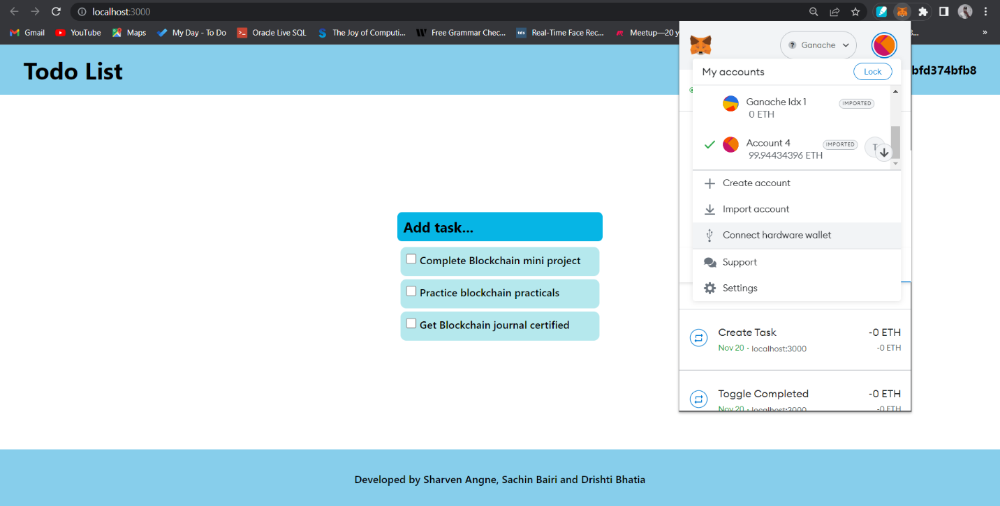 localhost:3000
Gmail
YouTube
Maps
My Day - To Do
Oracle Live SQL
The Joy of Computi...
Free Grammar Chec...
tds
Real-Time Face Rec...
Meetup—20 y
3...
»
Todo List
bfd374bfb8
? Ganache
My accounts
Lock
Ganache Idx 1
IMPORTED
0 ETH
Account 4
IMPORTED
99.94434396 ETH
Create account
Import account
Connect hardware wallet
Support
Settings
Add task...
Complete Blockchain mini project
Practice blockchain practicals
Get Blockchain journal certified
Create Task
-0 ETH
Nov 20 · localhost:3000
-0 ETH
Toggle Completed
-0 ETH
Nov 20 · localhost:3000
-0 ETH
Developed by Sharven Angne, Sachin Bairi and Drishti Bhatia